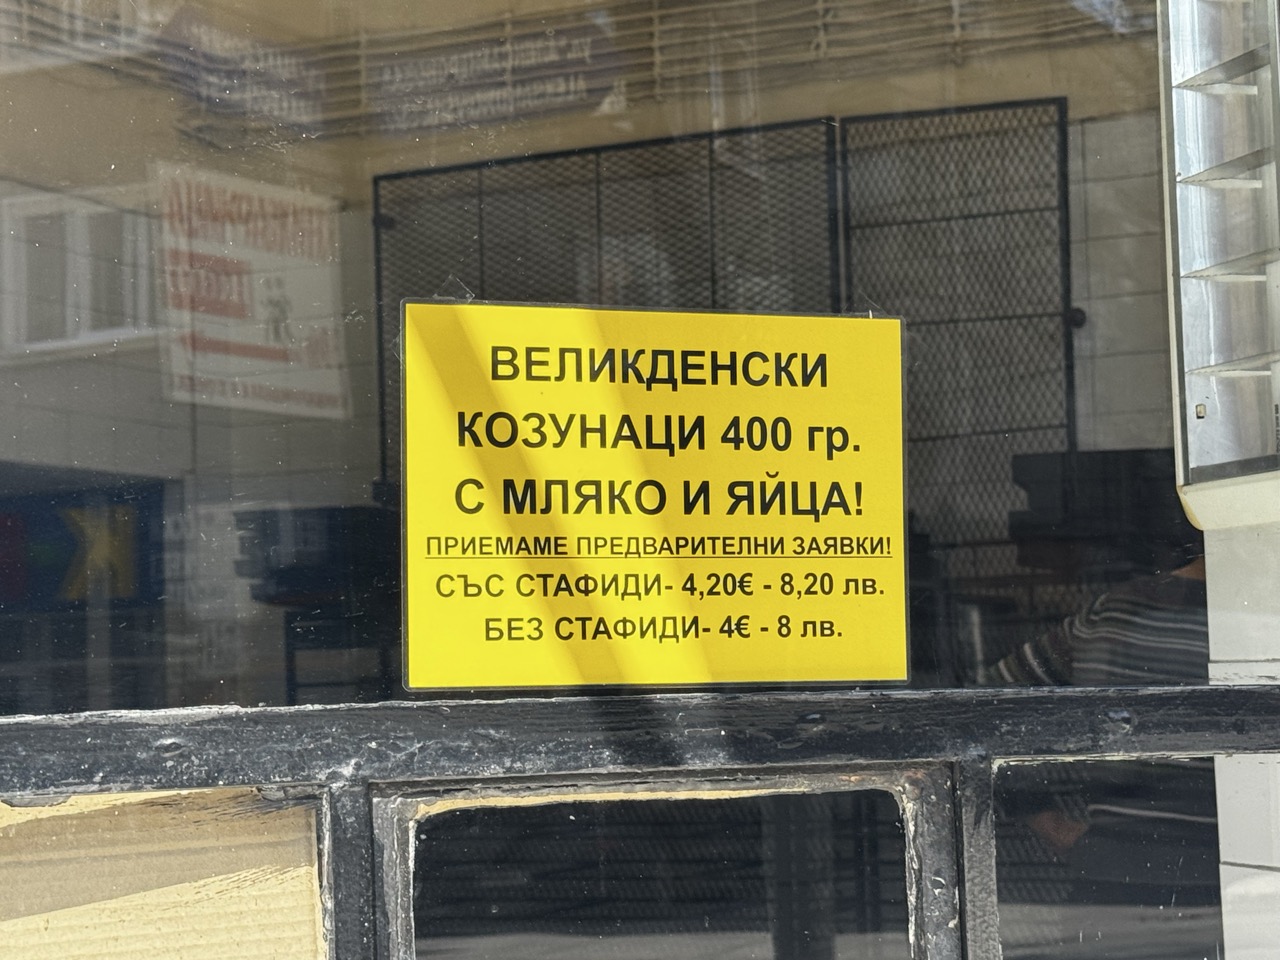 ВЕЛИКДЕНСКИ
КОЗУНАЦИ 400 гр.
С МЛЯКО И ЯЙЦА!
ПРИЕМАМЕ ПРЕДВАРИТЕЛНИ ЗАЯВКИ!
СЪС СТАФИДИ- 4,20€ - 8,20 лв.
БЕЗ СТАФИДИ- 4€ - 8 лв.